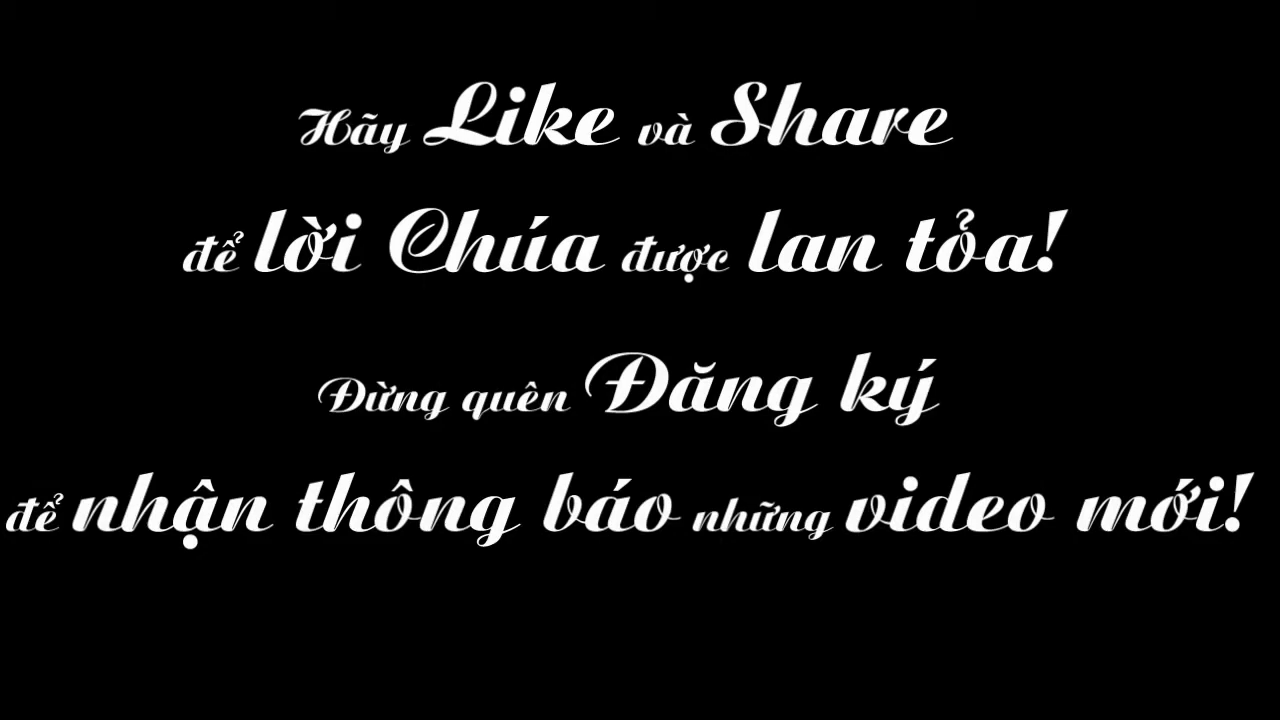 Hãy Like và Share
để lời Chúa được lan tỏa!
Đừng quên Đăng ký
để nhận thông báo những video mới!